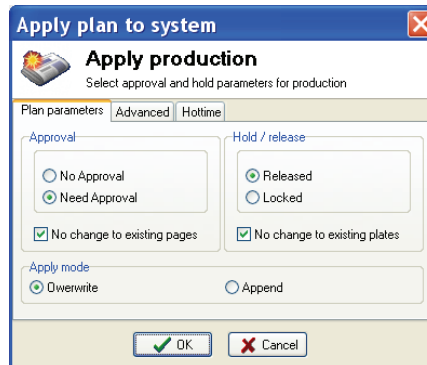 Apply plan to system
Apply production
Select approval and hold parameters for production
Plan parameters Advanced Hottime
Approval
No Approval
Need Approval
No change to existing pages
Hold / release
Released
Locked
No change to existing plates
Apply mode
Owerwrite Append
OK Cancel